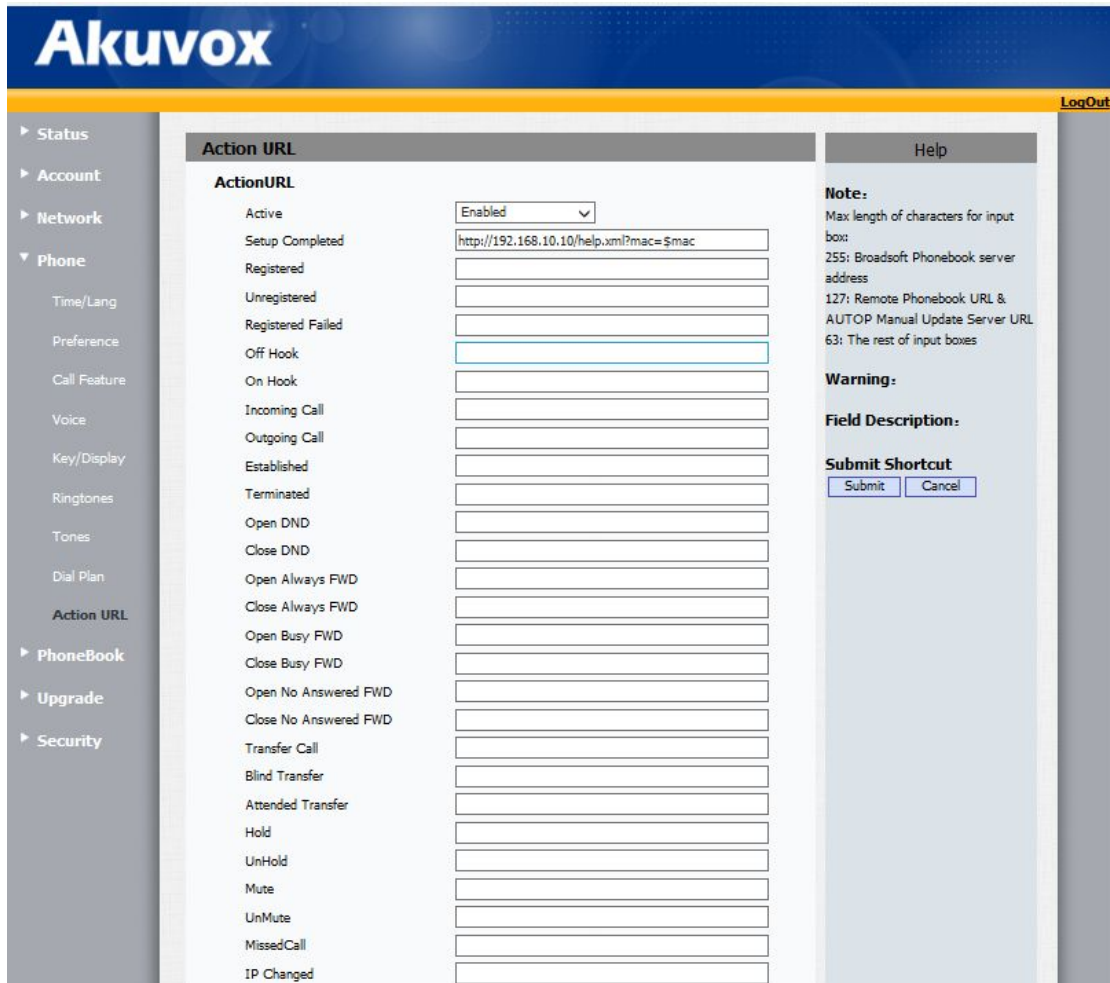 Akuvox
LogOut
Status
Account
Network
Phone
Time/Lang
Preference
Call Feature
Voice
Key/Display
Ringtones
Tones
Dial Plan
Action URL
PhoneBook
Upgrade
Security
Action URL
ActionURL
Active Enabled
Setup Completed http://192.168.10.10/help.xml?mac=$mac
Registered
Unregistered
Registered Failed
Off Hook
On Hook
Incoming Call
Outgoing Call
Established
Terminated
Open DND
Close DND
Open Always FWD
Close Always FWD
Open Busy FWD
Close Busy FWD
Open No Answered FWD
Close No Answered FWD
Transfer Call
Blind Transfer
Attended Transfer
Hold
UnHold
Mute
UnMute
MissedCall
IP Changed
Help
Note:
Max length of characters for input
box:
255: Broadsoft Phonebook server
address
127: Remote Phonebook URL &
AUTOP Manual Update Server URL
63: The rest of input boxes
Warning:
Field Description:
Submit Shortcut
Submit Cancel